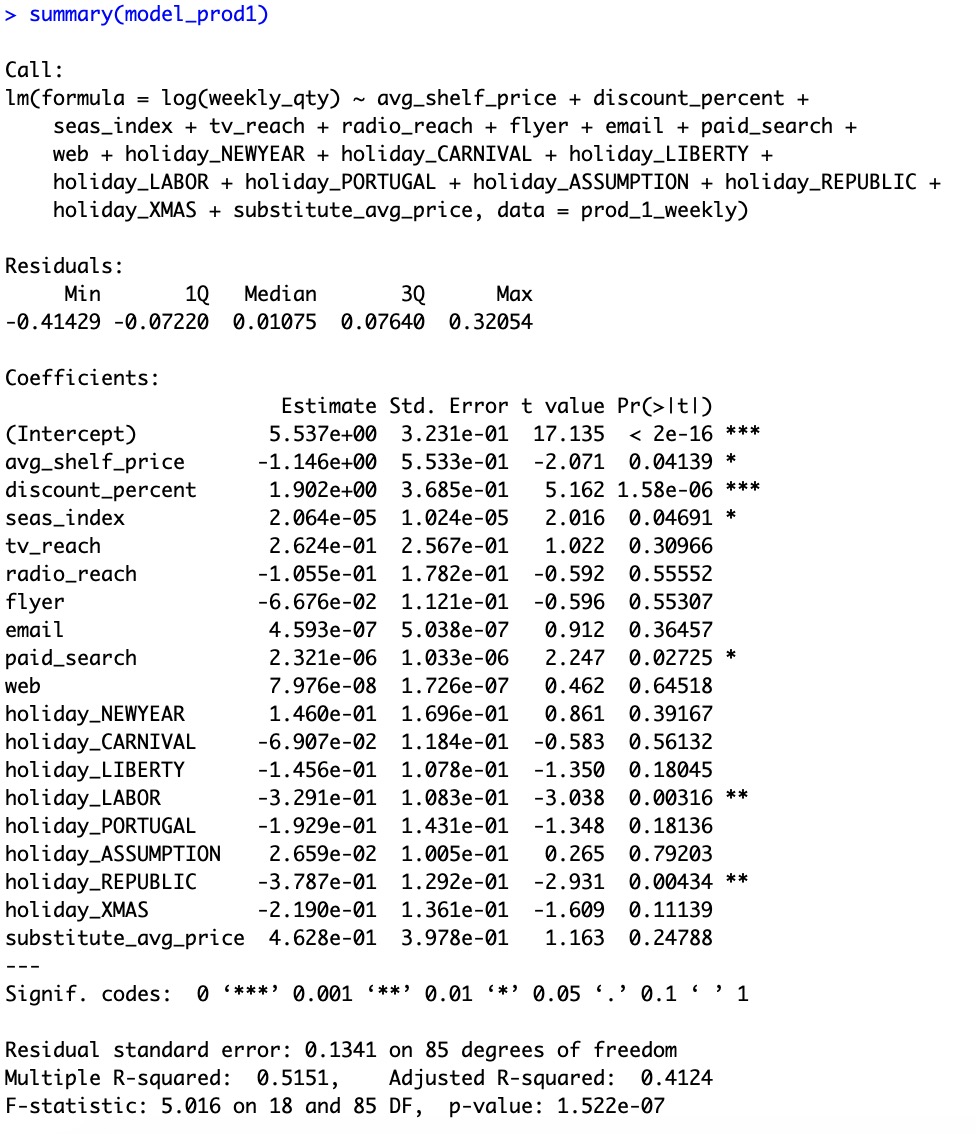 > summary(model_prod1)

Call:
lm(formula = log(weekly_qty) ~ avg_shelf_price + discount_percent +
    seas_index + tv_reach + radio_reach + flyer + email + paid_search +
    web + holiday_NEWYEAR + holiday_CARNIVAL + holiday_LIBERTY +
    holiday_LABOR + holiday_PORTUGAL + holiday_ASSUMPTION + holiday_REPUBLIC +
    holiday_XMAS + substitute_avg_price, data = prod_1_weekly)

Residuals:
     Min       1Q   Median       3Q      Max
-0.41429 -0.07220  0.01075  0.07640  0.32054

Coefficients:
                       Estimate Std. Error t value Pr(>|t|)
(Intercept)           5.537e+00  3.231e-01  17.135  < 2e-16 ***
avg_shelf_price      -1.146e+00  5.533e-01  -2.071  0.04139 *
discount_percent      1.902e+00  3.685e-01   5.162 1.58e-06 ***
seas_index            2.064e-05  1.024e-05   2.016  0.04691 *
tv_reach              2.624e-01  2.567e-01   1.022  0.30966
radio_reach          -1.055e-01  1.782e-01  -0.592  0.55552
flyer                -6.676e-02  1.121e-01  -0.596  0.55307
email                 4.593e-07  5.038e-07   0.912  0.36457
paid_search           2.321e-06  1.033e-06   2.247  0.02725 *
web                   7.976e-08  1.726e-07   0.462  0.64518
holiday_NEWYEAR       1.460e-01  1.696e-01   0.861  0.39167
holiday_CARNIVAL     -6.907e-02  1.184e-01  -0.583  0.56132
holiday_LIBERTY      -1.456e-01  1.078e-01  -1.350  0.18045
holiday_LABOR        -3.291e-01  1.083e-01  -3.038  0.00316 **
holiday_PORTUGAL     -1.929e-01  1.431e-01  -1.348  0.18136
holiday_ASSUMPTION    2.659e-02  1.005e-01   0.265  0.79203
holiday_REPUBLIC     -3.787e-01  1.292e-01  -2.931  0.00434 **
holiday_XMAS         -2.190e-01  1.361e-01  -1.609  0.11139
substitute_avg_price  4.628e-01  3.978e-01   1.163  0.24788
---
Signif. codes:  0 ‘***’ 0.001 ‘**’ 0.01 ‘*’ 0.05 ‘.’ 0.1 ‘ ’ 1

Residual standard error: 0.1341 on 85 degrees of freedom
Multiple R-squared:  0.5151,    Adjusted R-squared:  0.4124
F-statistic: 5.016 on 18 and 85 DF,  p-value: 1.522e-07